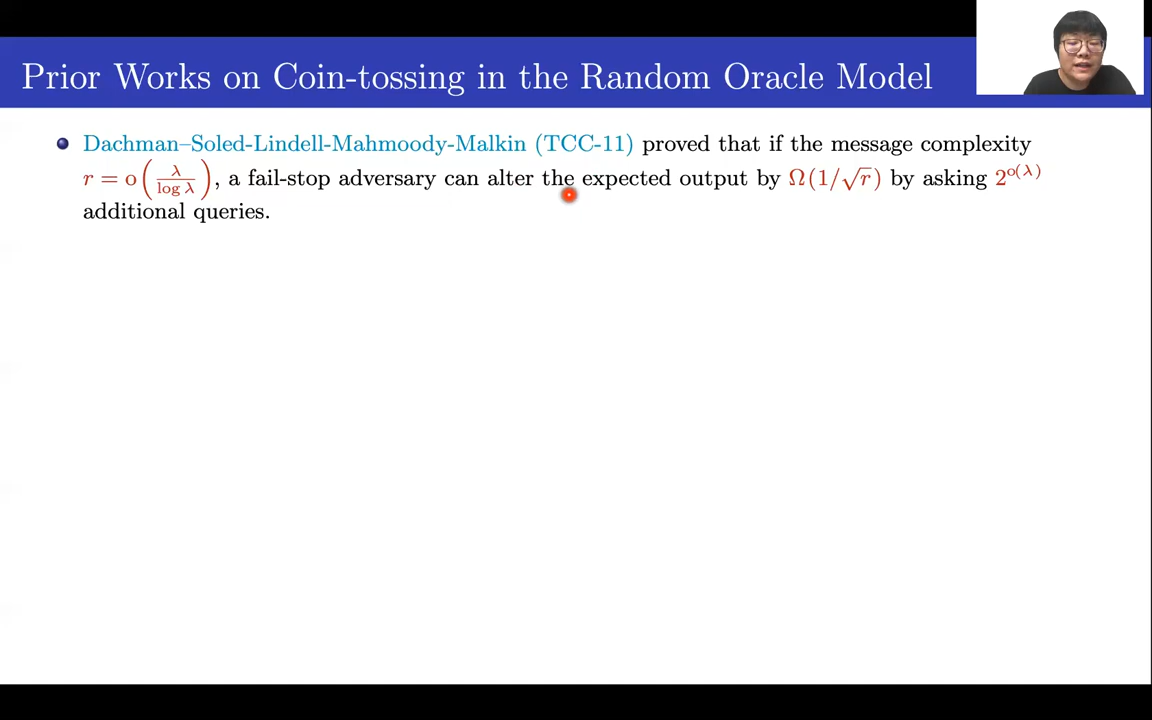 Prior Works on Coin-tossing in the Random Oracle Model
Dachman–Soled-Lindell-Mahmoody-Malkin (TCC-11) proved that if the message complexity
r = o(λ/log λ), a fail-stop adversary can alter the expected output by Ω(1/√r) by asking 2^o(λ)
additional queries.